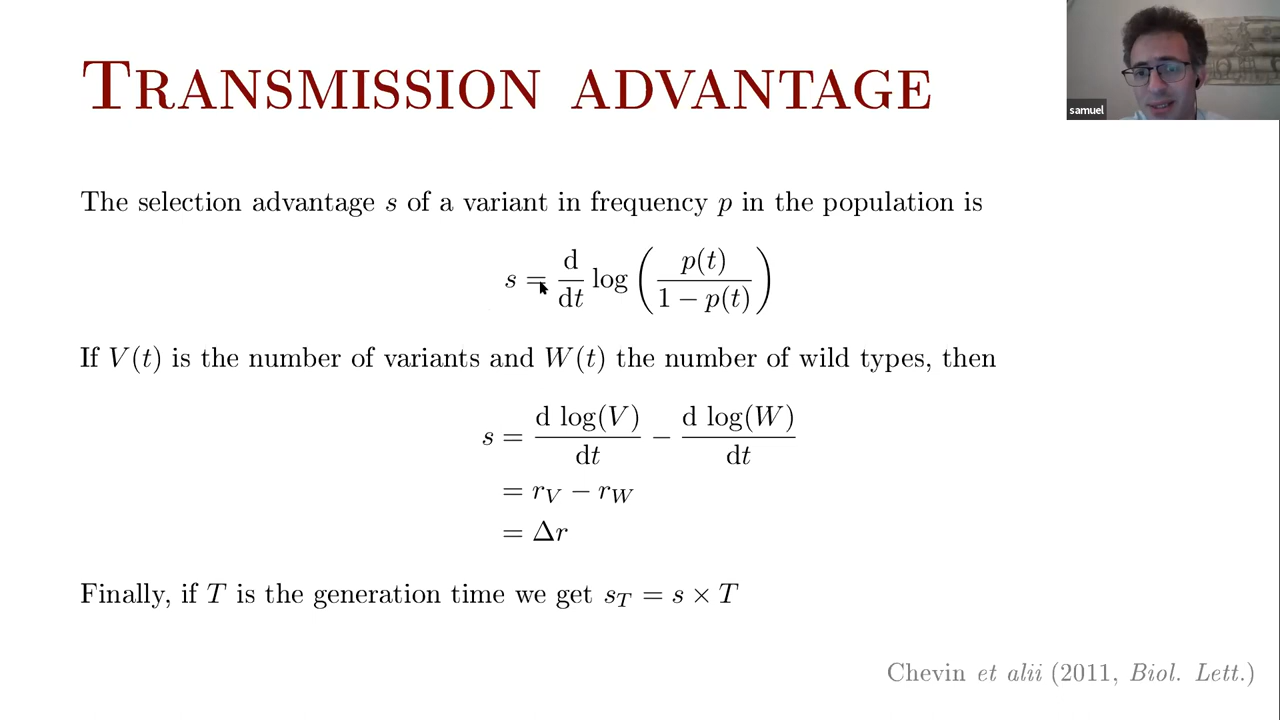 TRANSMISSION ADVANTAGE
samuel
The selection advantage s of a variant in frequency p in the population is
s = d/dt log ( p(t) / 1 − p(t) )
If V(t) is the number of variants and W(t) the number of wild types, then
s = d log(V)/dt − d log(W)/dt
= r_V − r_W
= Δr
Finally, if T is the generation time we get s_T = s × T
Chevin et alii (2011, Biol. Lett.)